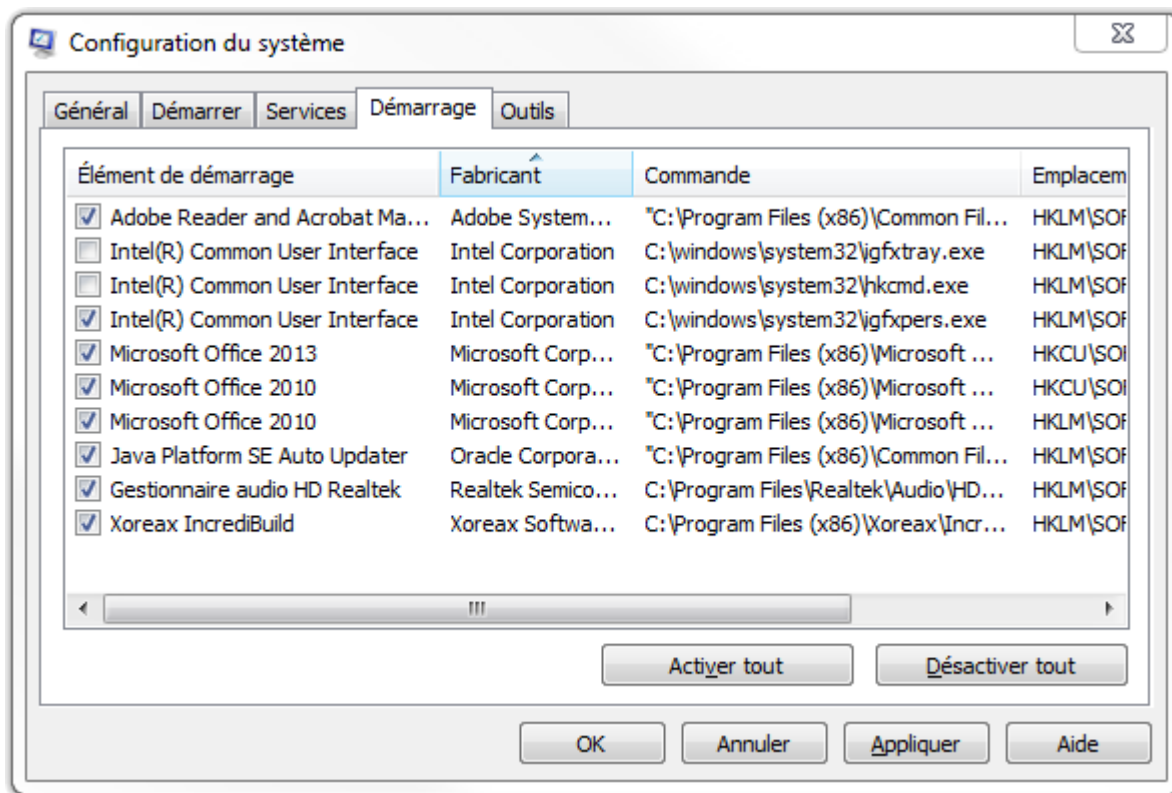 Configuration du système
Général Démarrer Services Démarrage Outils
Élément de démarrage Fabricant Commande Emplacem
Adobe Reader and Acrobat Ma... Adobe System... "C:\Program Files (x86)\Common Fil... HKLM\SOF
Intel(R) Common User Interface Intel Corporation C:\windows\system32\igfxtray.exe HKLM\SOF
Intel(R) Common User Interface Intel Corporation C:\windows\system32\hkcmd.exe HKLM\SOF
Intel(R) Common User Interface Intel Corporation C:\windows\system32\igfxpers.exe HKLM\SOF
Microsoft Office 2013 Microsoft Corp... "C:\Program Files (x86)\Microsoft ... HKCU\SOF
Microsoft Office 2010 Microsoft Corp... "C:\Program Files (x86)\Microsoft ... HKCU\SOF
Microsoft Office 2010 Microsoft Corp... "C:\Program Files (x86)\Microsoft ... HKLM\SOF
Java Platform SE Auto Updater Oracle Corpora... "C:\Program Files (x86)\Common Fil... HKLM\SOF
Gestionnaire audio HD Realtek Realtek Semico... C:\Program Files\Realtek\Audio\HD... HKLM\SOF
Xoreax IncrediBuild Xoreax Softwa... C:\Program Files (x86)\Xoreax\Incr... HKLM\SOF
Activer tout Désactiver tout
OK Annuler Appliquer Aide